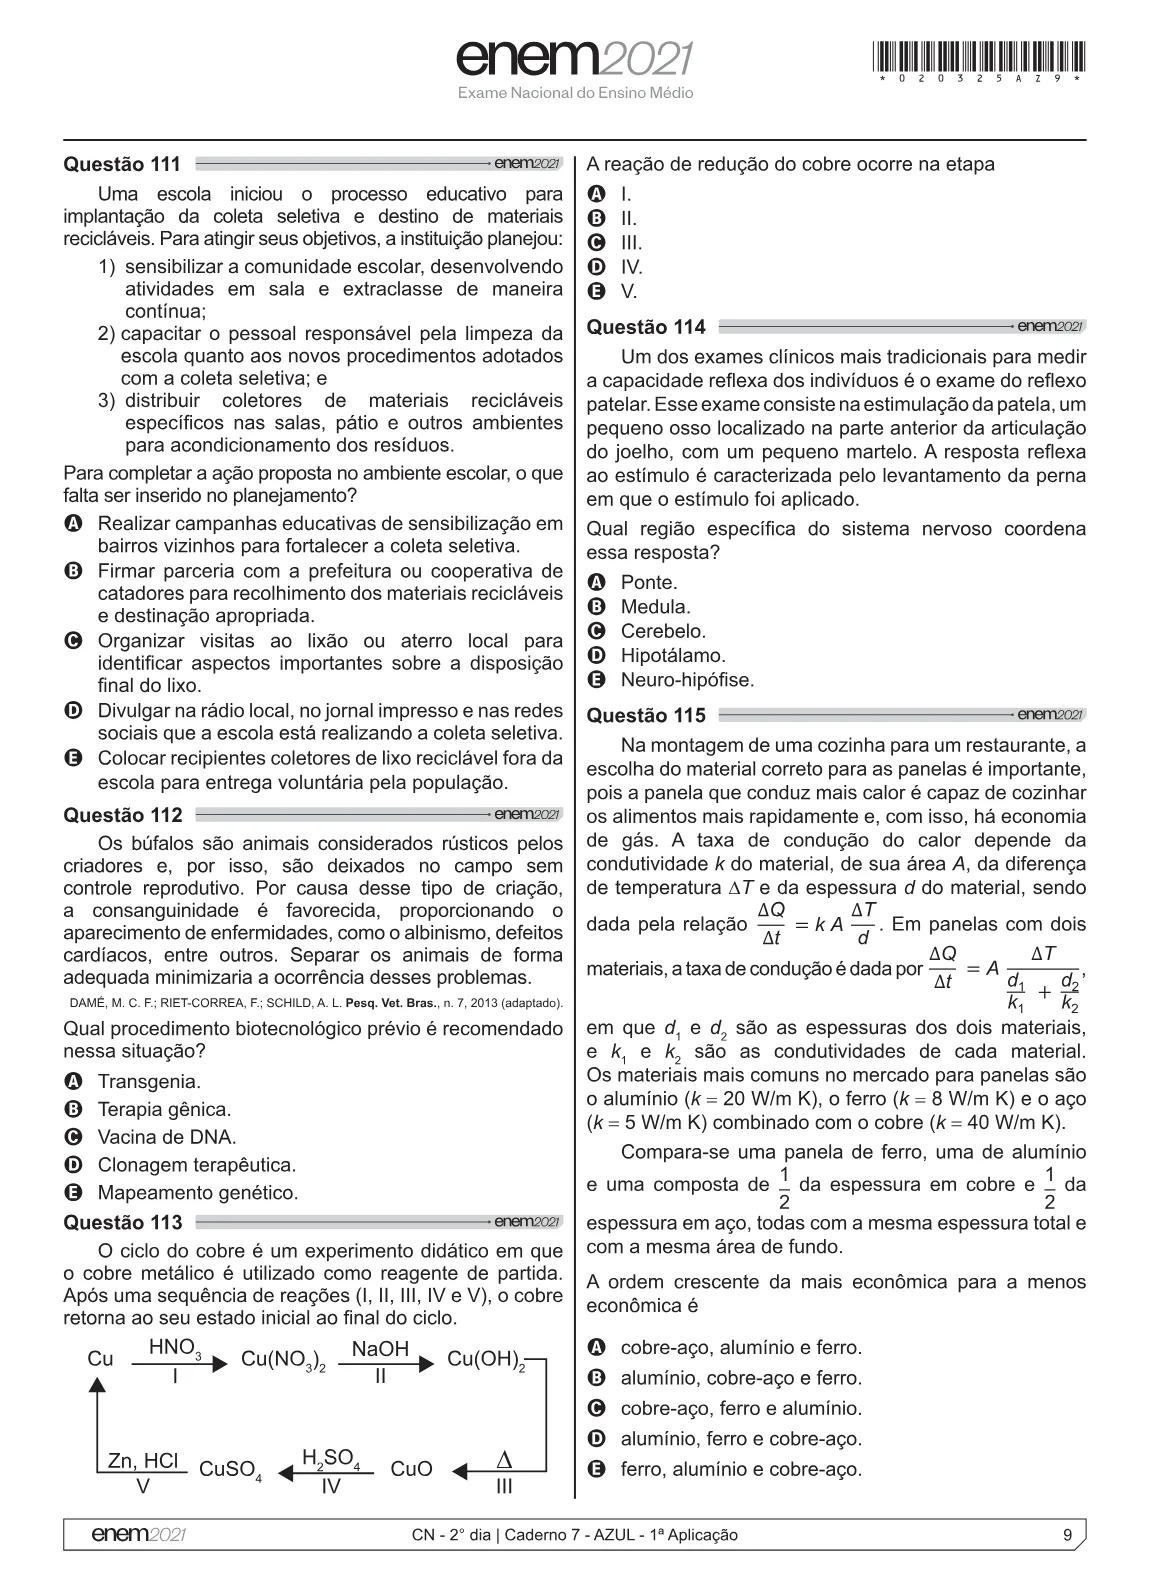 enem2021
Exame Nacional do Ensino Médio
*020325AZ9*
Questão 111 enem2021
Uma escola iniciou o processo educativo para
implantação da coleta seletiva e destino de materiais
recicláveis. Para atingir seus objetivos, a instituição planejou:
1) sensibilizar a comunidade escolar, desenvolvendo
atividades em sala e extraclasse de maneira
contínua;
2) capacitar o pessoal responsável pela limpeza da
escola quanto aos novos procedimentos adotados
com a coleta seletiva; e
3) distribuir coletores de materiais recicláveis
específicos nas salas, pátio e outros ambientes
para acondicionamento dos resíduos.
Para completar a ação proposta no ambiente escolar, o que
falta ser inserido no planejamento?
A Realizar campanhas educativas de sensibilização em
bairros vizinhos para fortalecer a coleta seletiva.
B Firmar parceria com a prefeitura ou cooperativa de
catadores para recolhimento dos materiais recicláveis
e destinação apropriada.
C Organizar visitas ao lixão ou aterro local para
identificar aspectos importantes sobre a disposição
final do lixo.
D Divulgar na rádio local, no jornal impresso e nas redes
sociais que a escola está realizando a coleta seletiva.
E Colocar recipientes coletores de lixo reciclável fora da
escola para entrega voluntária pela população.
Questão 112 enem2021
Os búfalos são animais considerados rústicos pelos
criadores e, por isso, são deixados no campo sem
controle reprodutivo. Por causa desse tipo de criação,
a consanguinidade é favorecida, proporcionando o
aparecimento de enfermidades, como o albinismo, defeitos
cardíacos, entre outros. Separar os animais de forma
adequada minimizaria a ocorrência desses problemas.
DAMÉ, M. C. F.; RIET-CORREA, F.; SCHILD, A. L. Pesq. Vet. Bras., n. 7, 2013 (adaptado).
Qual procedimento biotecnológico prévio é recomendado
nessa situação?
A Transgenia.
B Terapia gênica.
C Vacina de DNA.
D Clonagem terapêutica.
E Mapeamento genético.
Questão 113 enem2021
O ciclo do cobre é um experimento didático em que
o cobre metálico é utilizado como reagente de partida.
Após uma sequência de reações (I, II, III, IV e V), o cobre
retorna ao seu estado inicial ao final do ciclo.
Cu HNO3 I Cu(NO3)2 NaOH II Cu(OH)2
Zn, HCl V CuSO4 H2SO4 IV CuO Δ III
A reação de redução do cobre ocorre na etapa
A I.
B II.
C III.
D IV.
E V.
Questão 114 enem2021
Um dos exames clínicos mais tradicionais para medir
a capacidade reflexa dos indivíduos é o exame do reflexo
patelar. Esse exame consiste na estimulação da patela, um
pequeno osso localizado na parte anterior da articulação
do joelho, com um pequeno martelo. A resposta reflexa
ao estímulo é caracterizada pelo levantamento da perna
em que o estímulo foi aplicado.
Qual região específica do sistema nervoso coordena
essa resposta?
A Ponte.
B Medula.
C Cerebelo.
D Hipotálamo.
E Neuro-hipófise.
Questão 115 enem2021
Na montagem de uma cozinha para um restaurante, a
escolha do material correto para as panelas é importante,
pois a panela que conduz mais calor é capaz de cozinhar
os alimentos mais rapidamente e, com isso, há economia
de gás. A taxa de condução do calor depende da
condutividade k do material, de sua área A, da diferença
de temperatura ΔT e da espessura d do material, sendo
dada pela relação ΔQ/Δt = k A ΔT/d. Em panelas com dois
materiais, a taxa de condução é dada por ΔQ/Δt = A ΔT/(d1/k1 + d2/k2),
em que d1 e d2 são as espessuras dos dois materiais,
e k1 e k2 são as condutividades de cada material.
Os materiais mais comuns no mercado para panelas são
o alumínio (k = 20 W/m K), o ferro (k = 8 W/m K) e o aço
(k = 5 W/m K) combinado com o cobre (k = 40 W/m K).
Compara-se uma panela de ferro, uma de alumínio
e uma composta de 1/2 da espessura em cobre e 1/2 da
espessura em aço, todas com a mesma espessura total e
com a mesma área de fundo.
A ordem crescente da mais econômica para a menos
econômica é
A cobre-aço, alumínio e ferro.
B alumínio, cobre-aço e ferro.
C cobre-aço, ferro e alumínio.
D alumínio, ferro e cobre-aço.
E ferro, alumínio e cobre-aço.
enem2021 CN - 2° dia | Caderno 7 - AZUL - 1ª Aplicação 9